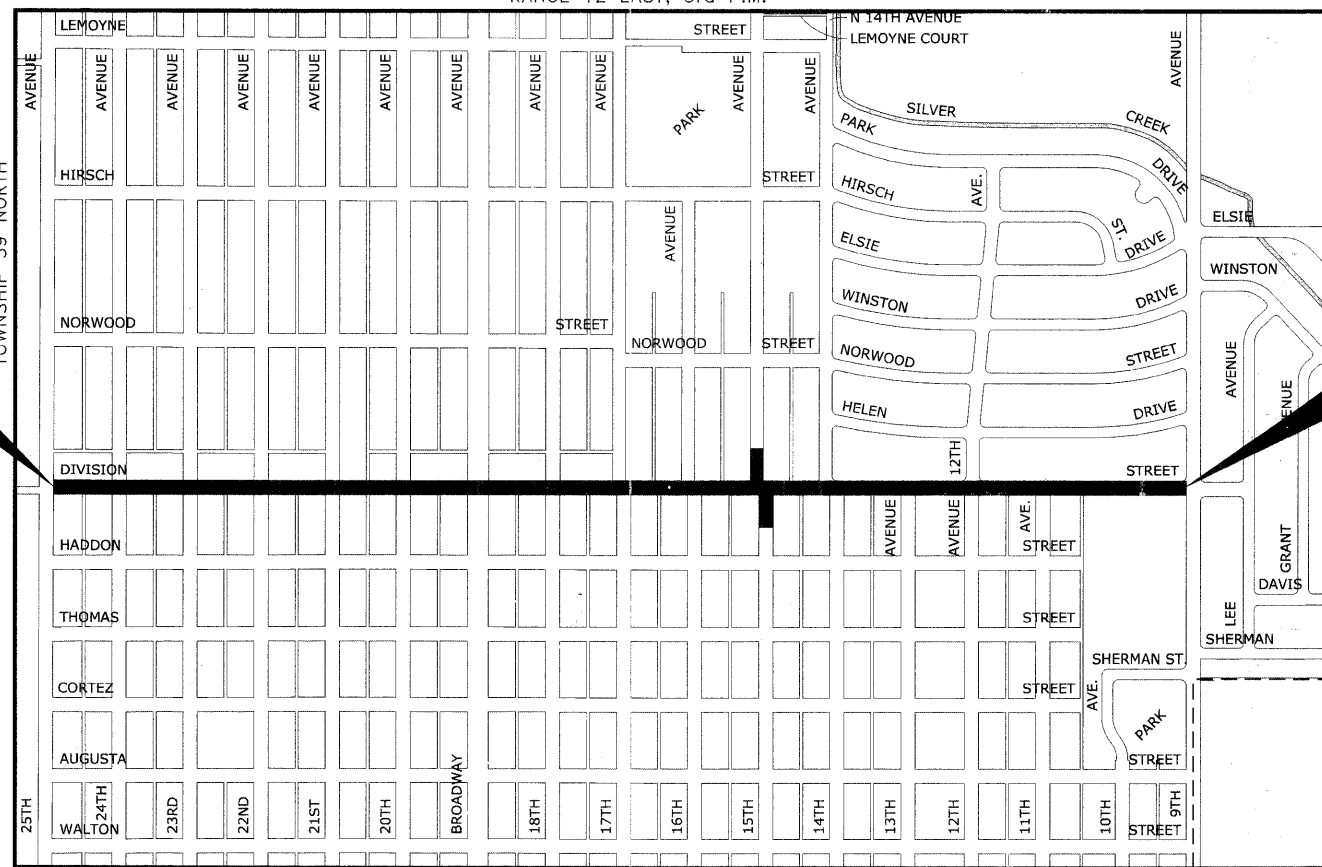 RANGE 12 EAST, 3RD P.M.
TOWNSHIP 39 NORTH
LEMOYNE
STREET
N 14TH AVENUE
LEMOYNE COURT
AVENUE
AVENUE
AVENUE
AVENUE
AVENUE
AVENUE
AVENUE
AVENUE
AVENUE
PARK
AVENUE
AVENUE
AVENUE
SILVER
CREEK
PARK
DRIVE
HIRSCH
STREET
HIRSCH
AVE.
ST.
DRIVE
ELSIE
AVENUE
ELSIE
WINSTON
WINSTON
DRIVE
NORWOOD
STREET
NORWOOD
STREET
NORWOOD
STREET
AVENUE
AVENUE
HELEN
DRIVE
DIVISION
12TH
STREET
HADDON
AVENUE
AVENUE
AVE.
STREET
GRANT
DAVIS
THOMAS
STREET
LEE
SHERMAN
SHERMAN ST.
CORTEZ
STREET
AVE.
PARK
AUGUSTA
STREET
25TH
WALTON
24TH
23RD
22ND
21ST
20TH
BROADWAY
18TH
17TH
16TH
15TH
14TH
13TH
12TH
11TH
10TH
9TH
STREET